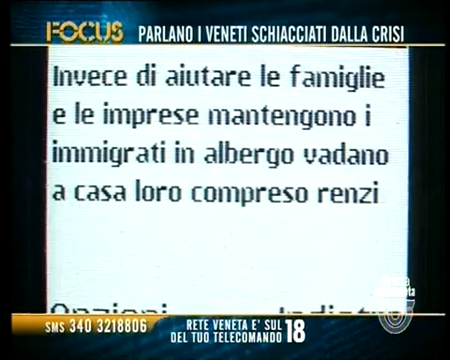 FOCUS PARLANO I VENETI SCHIACCIATI DALLA CRISI
Invece di aiutare le famiglie
e le imprese mantengono i
immigrati in albergo vadano
a casa loro compreso renzi
Opzioni
SMS 340 3218806
RETE VENETA E' SUL
DEL TUO TELECOMANDO 18